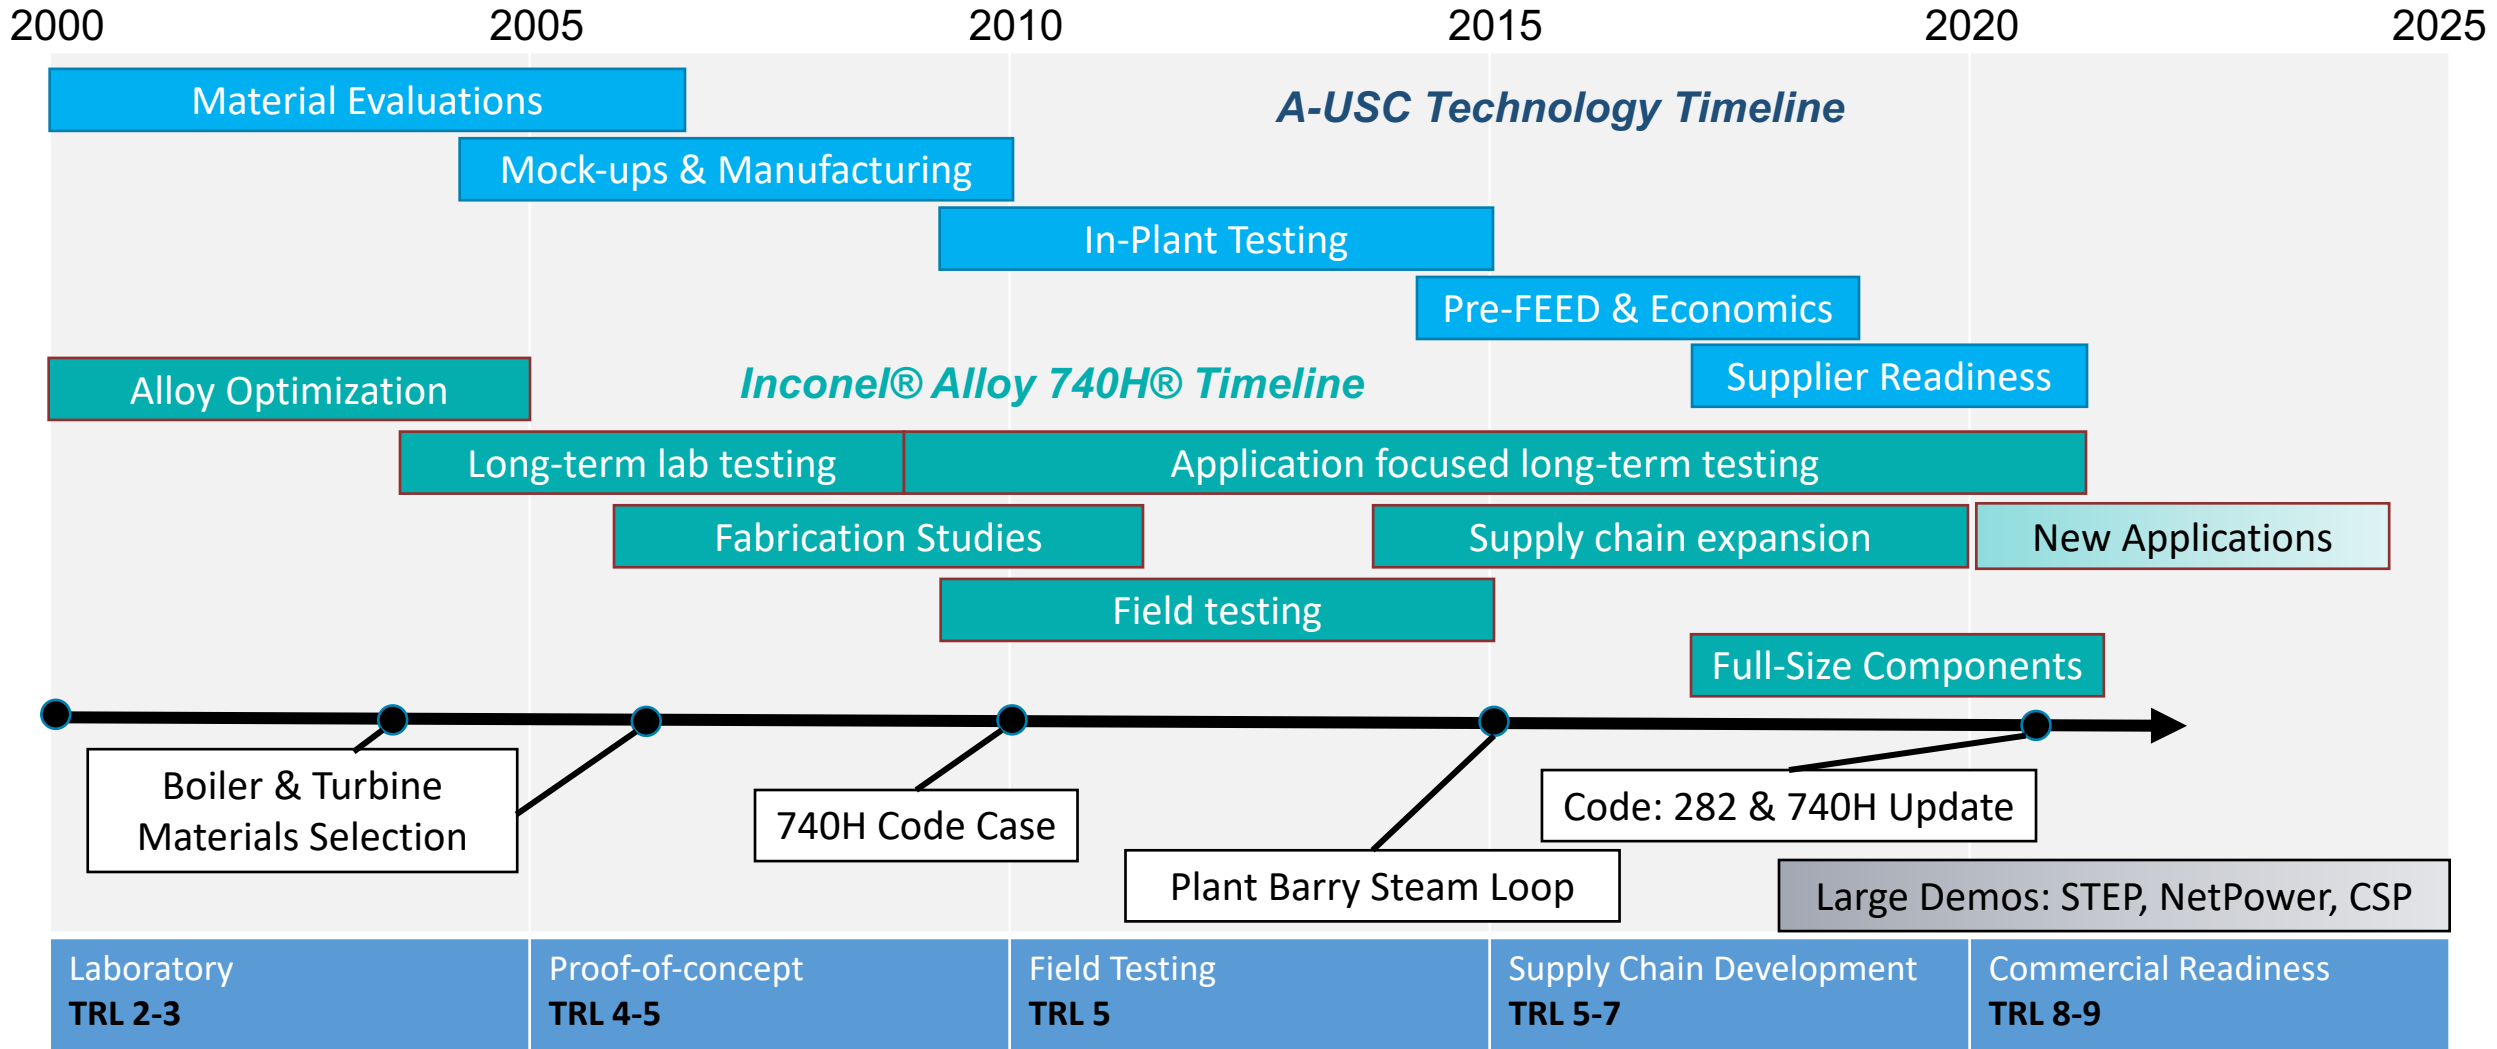 2000 2005 2010 2015 2020 2025
Material Evaluations
A-USC Technology Timeline
Mock-ups & Manufacturing
In-Plant Testing
Pre-FEED & Economics
Supplier Readiness
Alloy Optimization
Inconel® Alloy 740H® Timeline
Long-term lab testing
Application focused long-term testing
Fabrication Studies
Supply chain expansion
New Applications
Field testing
Full-Size Components
Boiler & Turbine
Materials Selection
740H Code Case
Plant Barry Steam Loop
Code: 282 & 740H Update
Large Demos: STEP, NetPower, CSP
Laboratory
TRL 2-3
Proof-of-concept
TRL 4-5
Field Testing
TRL 5
Supply Chain Development
TRL 5-7
Commercial Readiness
TRL 8-9